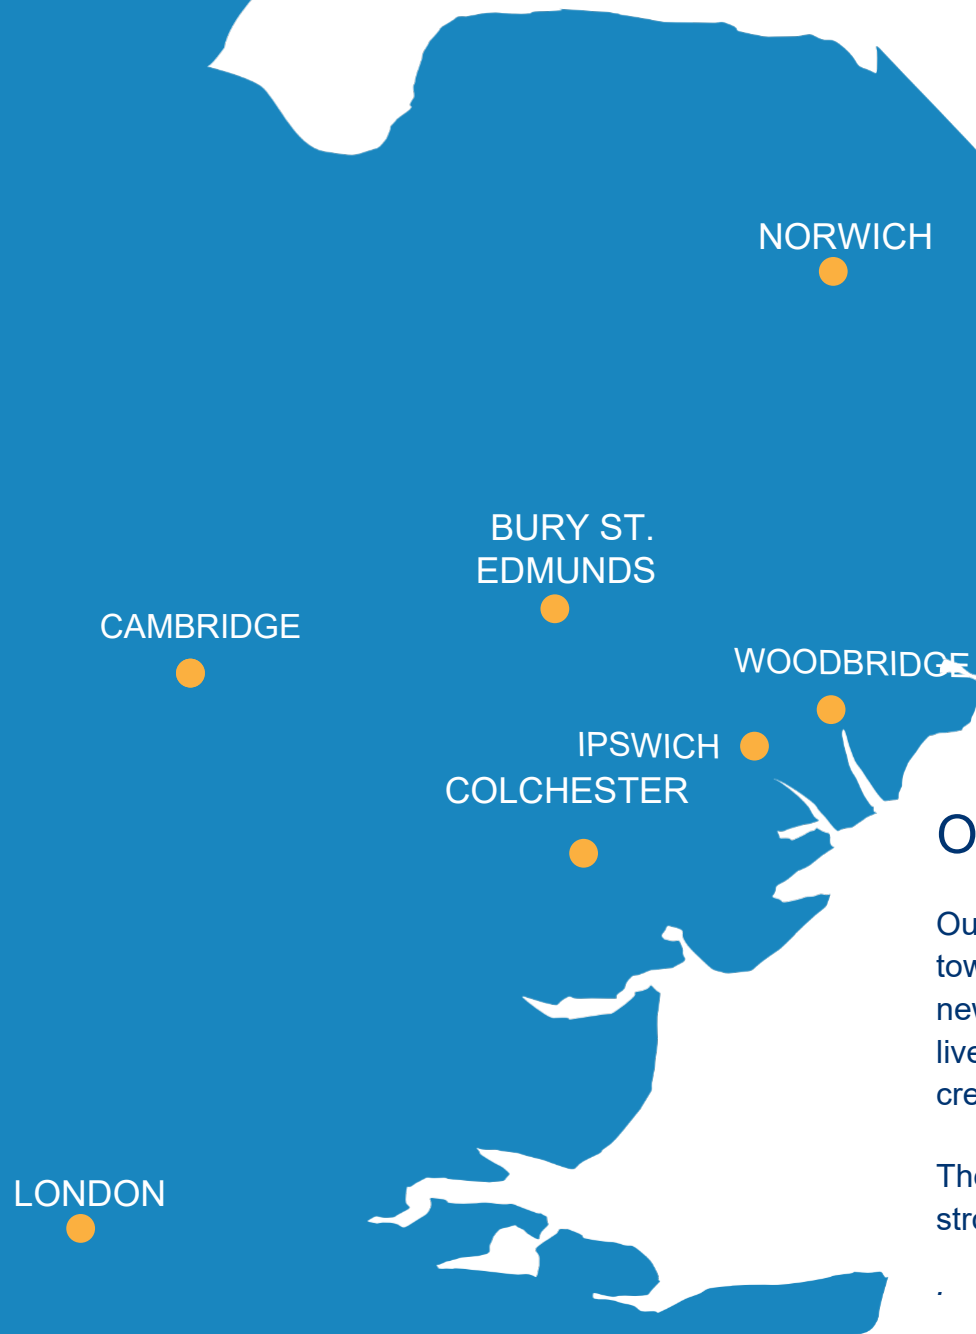 NORWICH
BURY ST.
EDMUNDS
CAMBRIDGE
WOODBRIDGE
IPSWICH
COLCHESTER
LONDON
.